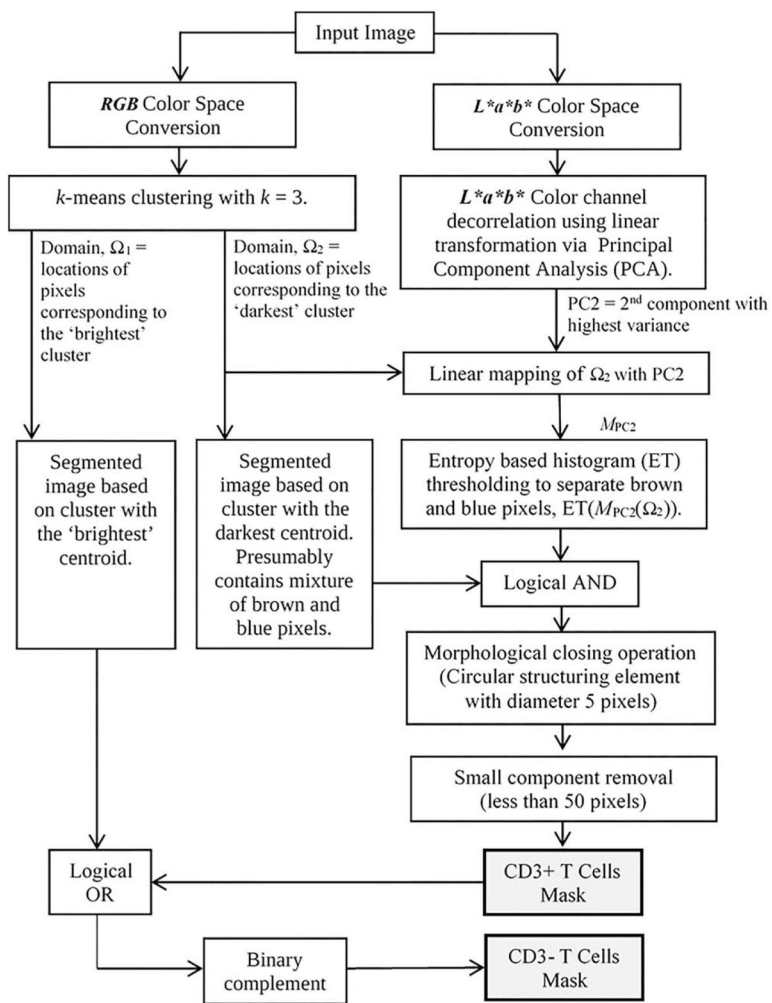 Input Image
RGB Color Space
Conversion
L*a*b* Color Space
Conversion
k-means clustering with k = 3.
L*a*b* Color channel
decorrelation using linear
transformation via Principal
Component Analysis (PCA).
Domain, Ω₁ =
locations of
pixels
corresponding to
the ‘brightest’
cluster
Domain, Ω₂ =
locations of pixels
corresponding to the
‘darkest’ cluster
PC2 = 2ⁿᵈ component with
highest variance
Linear mapping of Ω₂ with PC2
M_PC2
Segmented
image based
on cluster with
the ‘brightest’
centroid.
Segmented
image based on
cluster with the
darkest centroid.
Presumably
contains mixture
of brown and
blue pixels.
Entropy based histogram (ET)
thresholding to separate brown
and blue pixels, ET(M_PC2(Ω₂)).
Logical AND
Morphological closing operation
(Circular structuring element
with diameter 5 pixels)
Small component removal
(less than 50 pixels)
Logical
OR
CD3+ T Cells
Mask
Binary
complement
CD3- T Cells
Mask